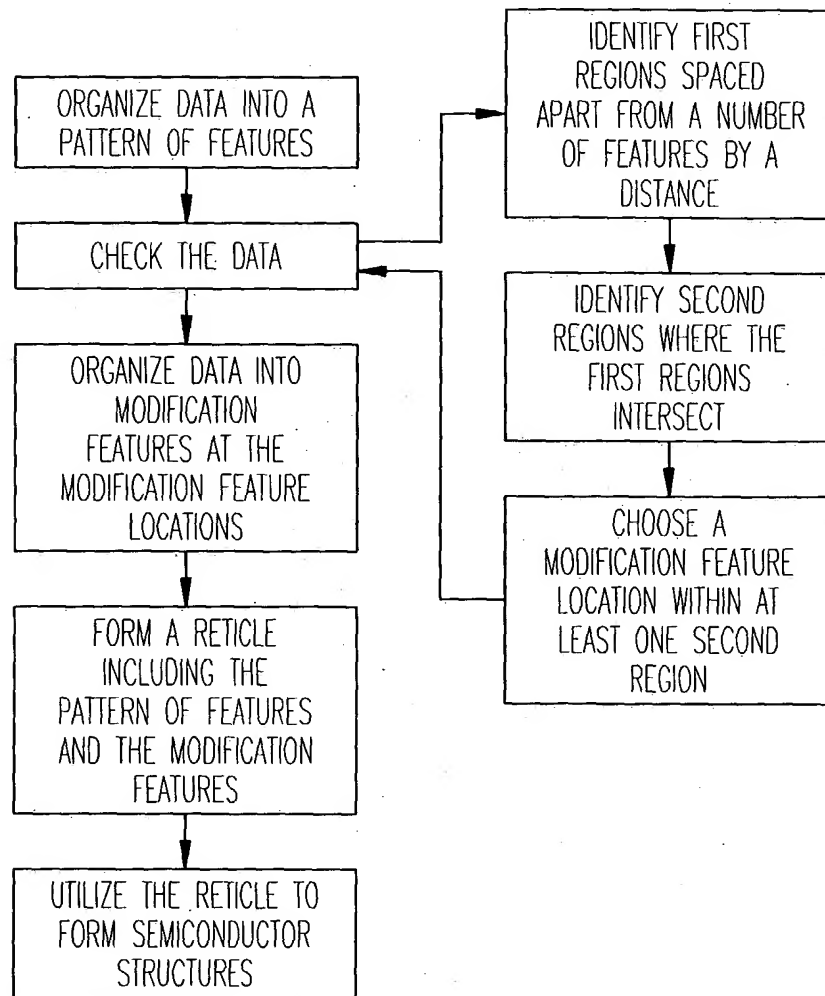 ORGANIZE DATA INTO A
PATTERN OF FEATURES
CHECK THE DATA
ORGANIZE DATA INTO
MODIFICATION
FEATURES AT THE
MODIFICATION FEATURE
LOCATIONS
FORM A RETICLE
INCLUDING THE
PATTERN OF FEATURES
AND THE MODIFICATION
FEATURES
UTILIZE THE RETICLE TO
FORM SEMICONDUCTOR
STRUCTURES
IDENTIFY FIRST
REGIONS SPACED
APART FROM A NUMBER
OF FEATURES BY A
DISTANCE
IDENTIFY SECOND
REGIONS WHERE THE
FIRST REGIONS
INTERSECT
CHOOSE A
MODIFICATION FEATURE
LOCATION WITHIN AT
LEAST ONE SECOND
REGION